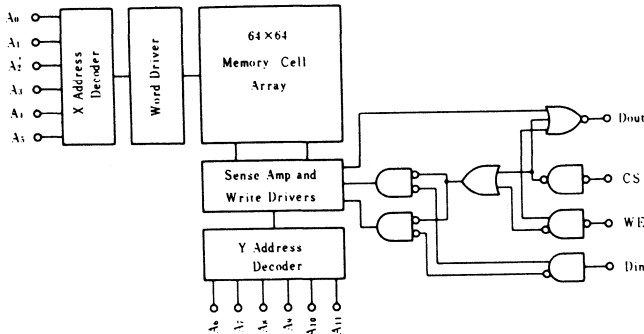 A0
A1
A2
A3
A4
A5
X Address
Decoder
Word Driver
64×64
Memory Cell
Array
Sense Amp and
Write Drivers
Y Address
Decoder
A6
A7
A8
A9
A10
A11
Dout
CS
WE
Din